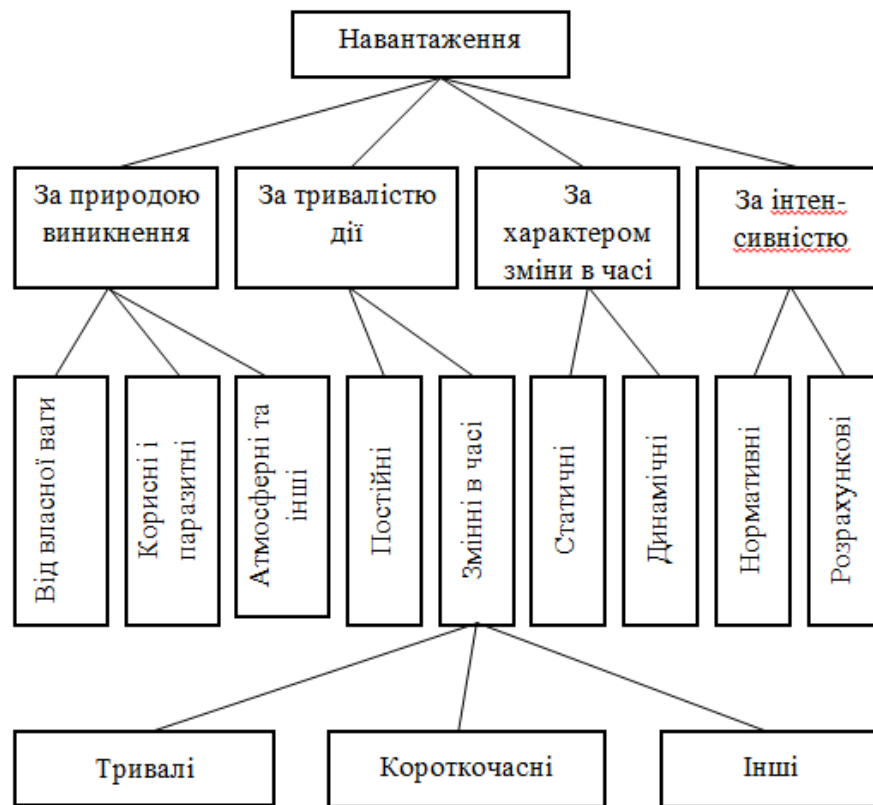 Навантаження
За природою
виникнення
За тривалістю
дії
За
характером
зміни в часі
За інтен-
сивністю
Від власної ваги
Корисні і
паразитні
Атмосферні та
інші
Постійні
Змінні в часі
Статичні
Динамічні
Нормативні
Розрахункові
Тривалі
Короткочасні
Інші